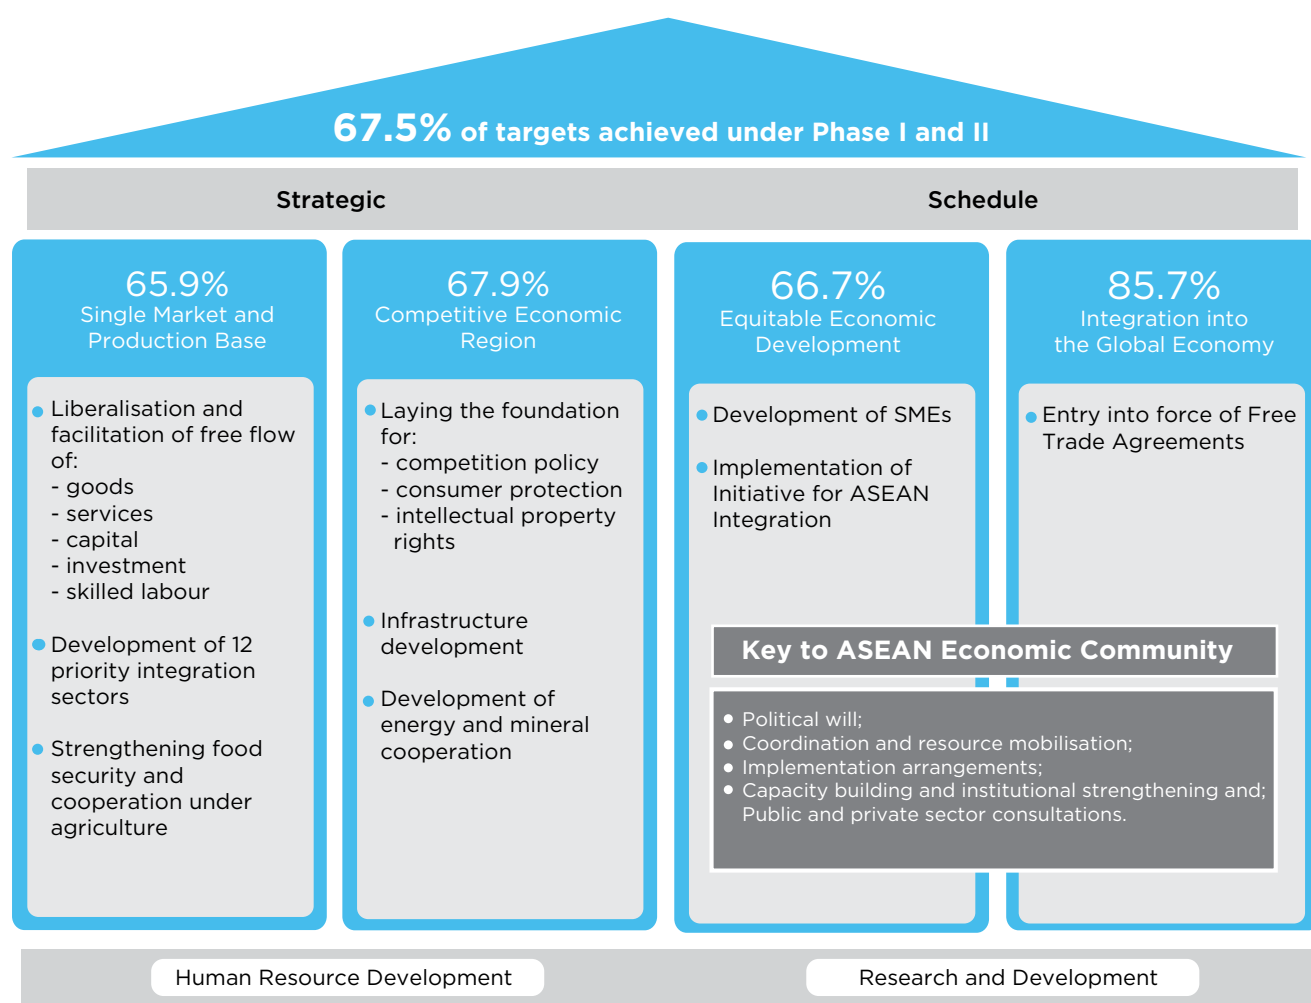 67.5% of targets achieved under Phase I and II
Strategic
Schedule
65.9%
Single Market and
Production Base
Liberalisation and
facilitation of free flow
of:
- goods
- services
- capital
- investment
- skilled labour
Development of 12
priority integration
sectors
Strengthening food
security and
cooperation under
agriculture
67.9%
Competitive Economic
Region
Laying the foundation
for:
- competition policy
- consumer protection
- intellectual property
rights
Infrastructure
development
Development of
energy and mineral
cooperation
66.7%
Equitable Economic
Development
Development of SMEs
Implementation of
Initiative for ASEAN
Integration
85.7%
Integration into
the Global Economy
Entry into force of Free
Trade Agreements
Key to ASEAN Economic Community
Political will;
Coordination and resource mobilisation;
Implementation arrangements;
Capacity building and institutional strengthening and;
Public and private sector consultations.
Human Resource Development
Research and Development